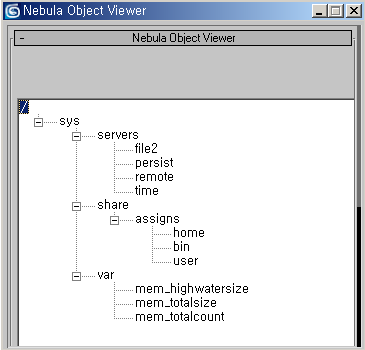 Nebula Object Viewer
- Nebula Object Viewer
/
sys
servers
file2
persist
remote
time
share
assigns
home
bin
user
var
mem_highwatersize
mem_totalsize
mem_totalcount